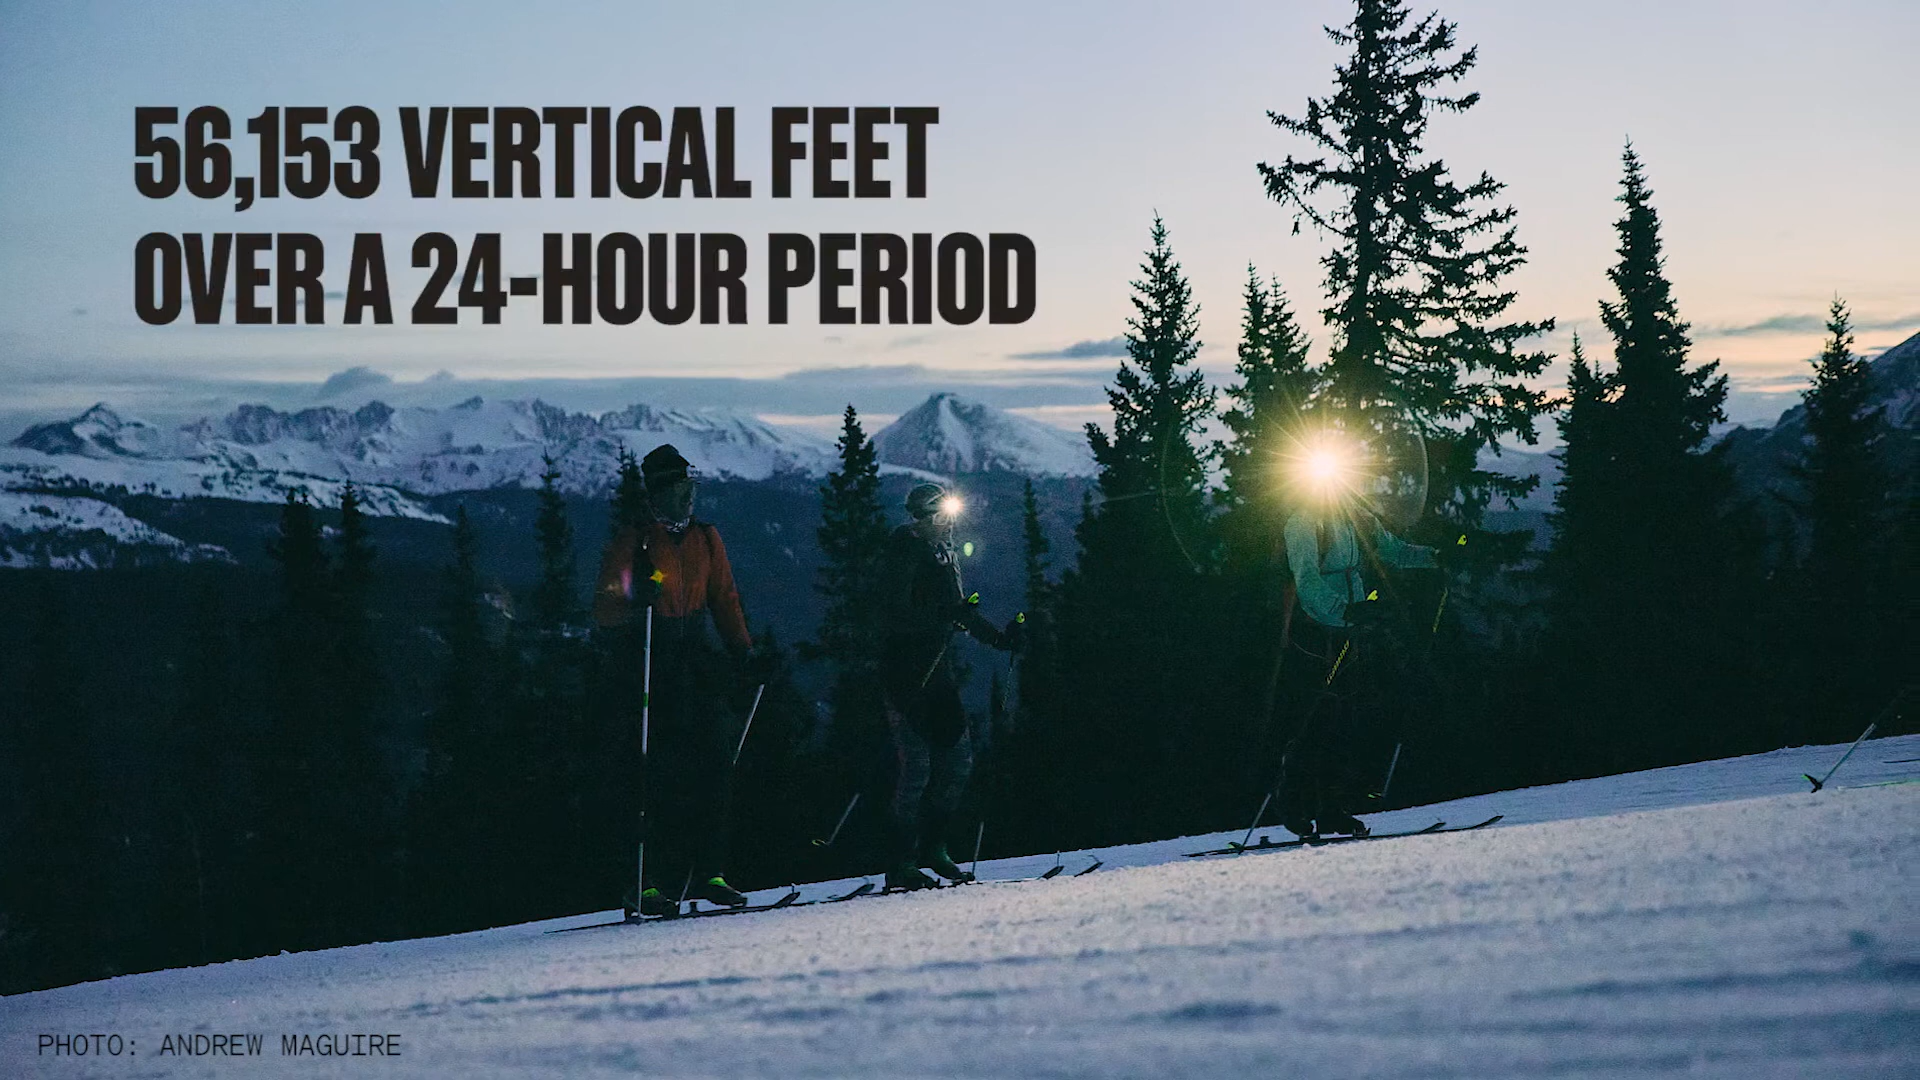 56,153 VERTICAL FEET
OVER A 24-HOUR PERIOD
PHOTO: ANDREW MAGUIRE